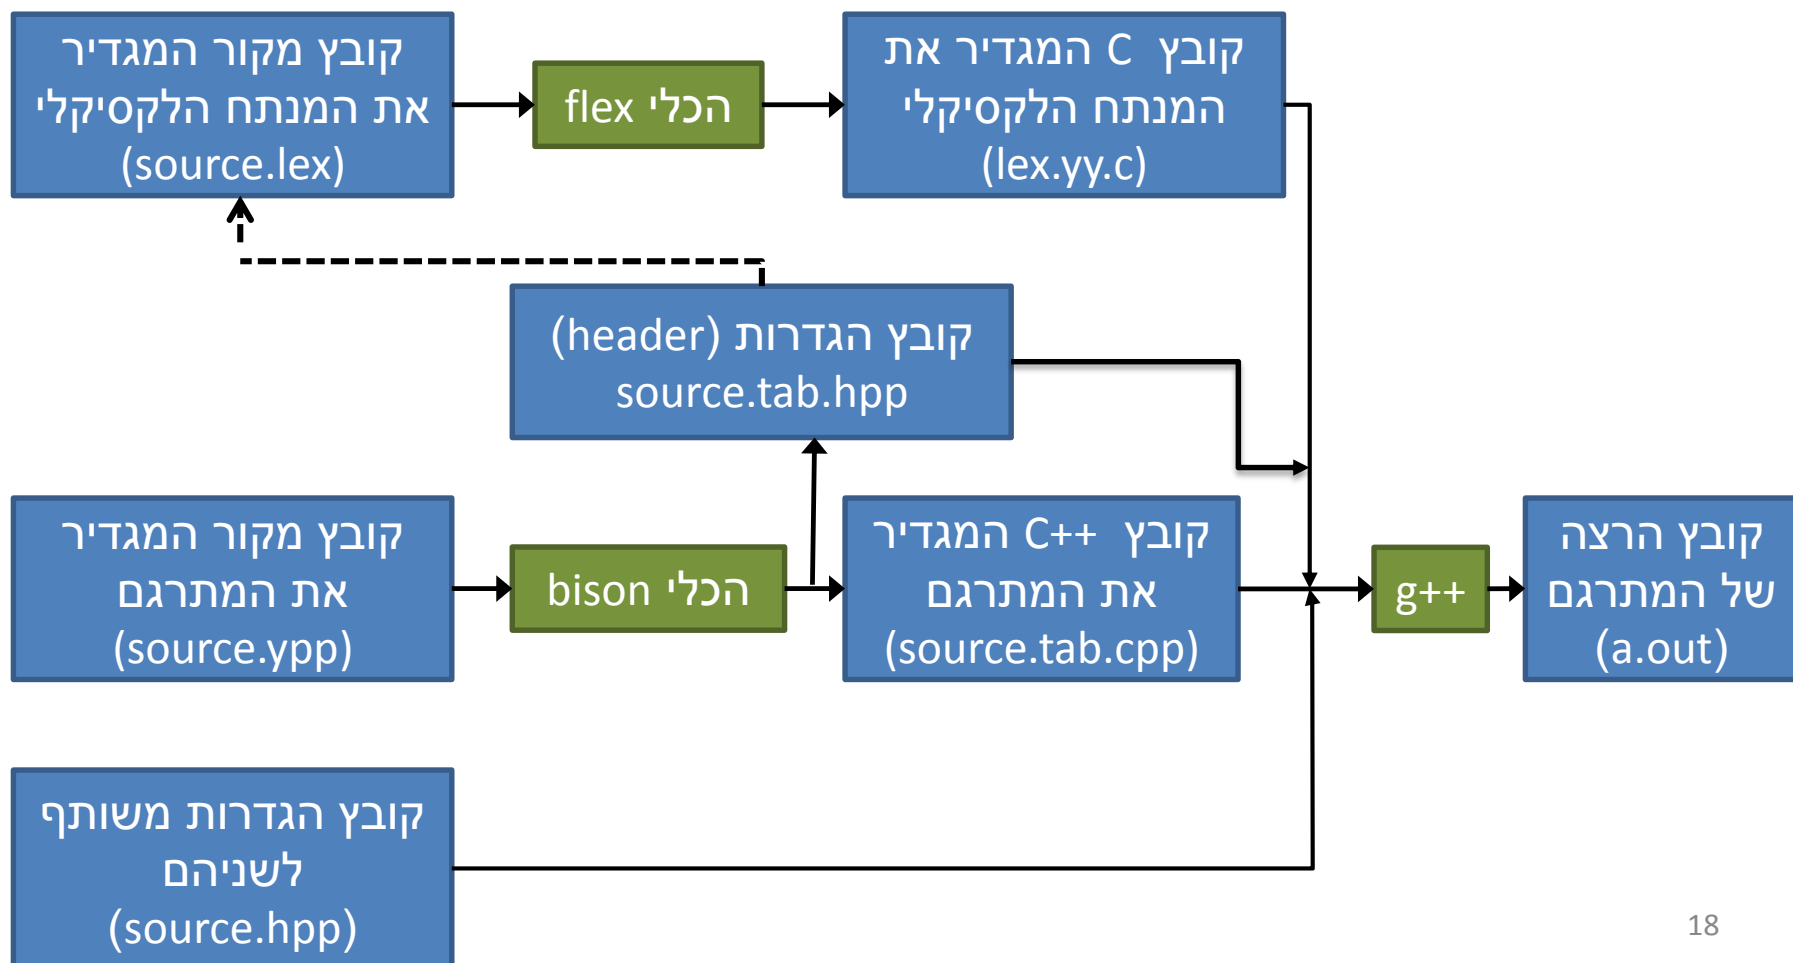 קובץ מקור המגדיר
את המנתח הלקסיקלי
(source.lex)
הכלי flex
קובץ C המגדיר את
המנתח הלקסיקלי
(lex.yy.c)
קובץ הגדרות (header)
source.tab.hpp
קובץ מקור המגדיר
את המתרגם
(source.ypp)
הכלי bison
קובץ C++ המגדיר
את המתרגם
(source.tab.cpp)
g++
קובץ הרצה
של המתרגם
(a.out)
קובץ הגדרות משותף
לשניהם
(source.hpp)
18